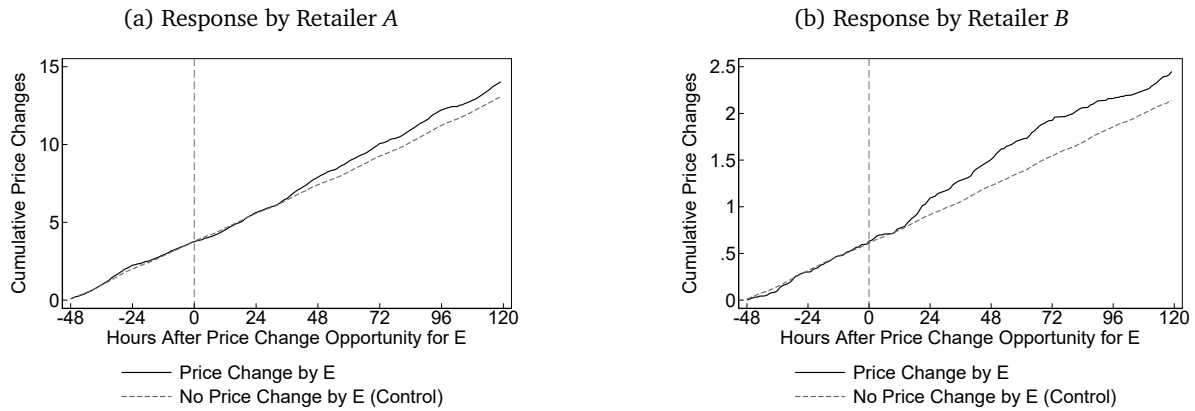 (a) Response by Retailer A
Cumulative Price Changes
15
10
5
0
-48 -24 0 24 48 72 96 120
Hours After Price Change Opportunity for E
Price Change by E
No Price Change by E (Control)
(b) Response by Retailer B
Cumulative Price Changes
2.5
2
1.5
1
.5
0
-48 -24 0 24 48 72 96 120
Hours After Price Change Opportunity for E
Price Change by E
No Price Change by E (Control)